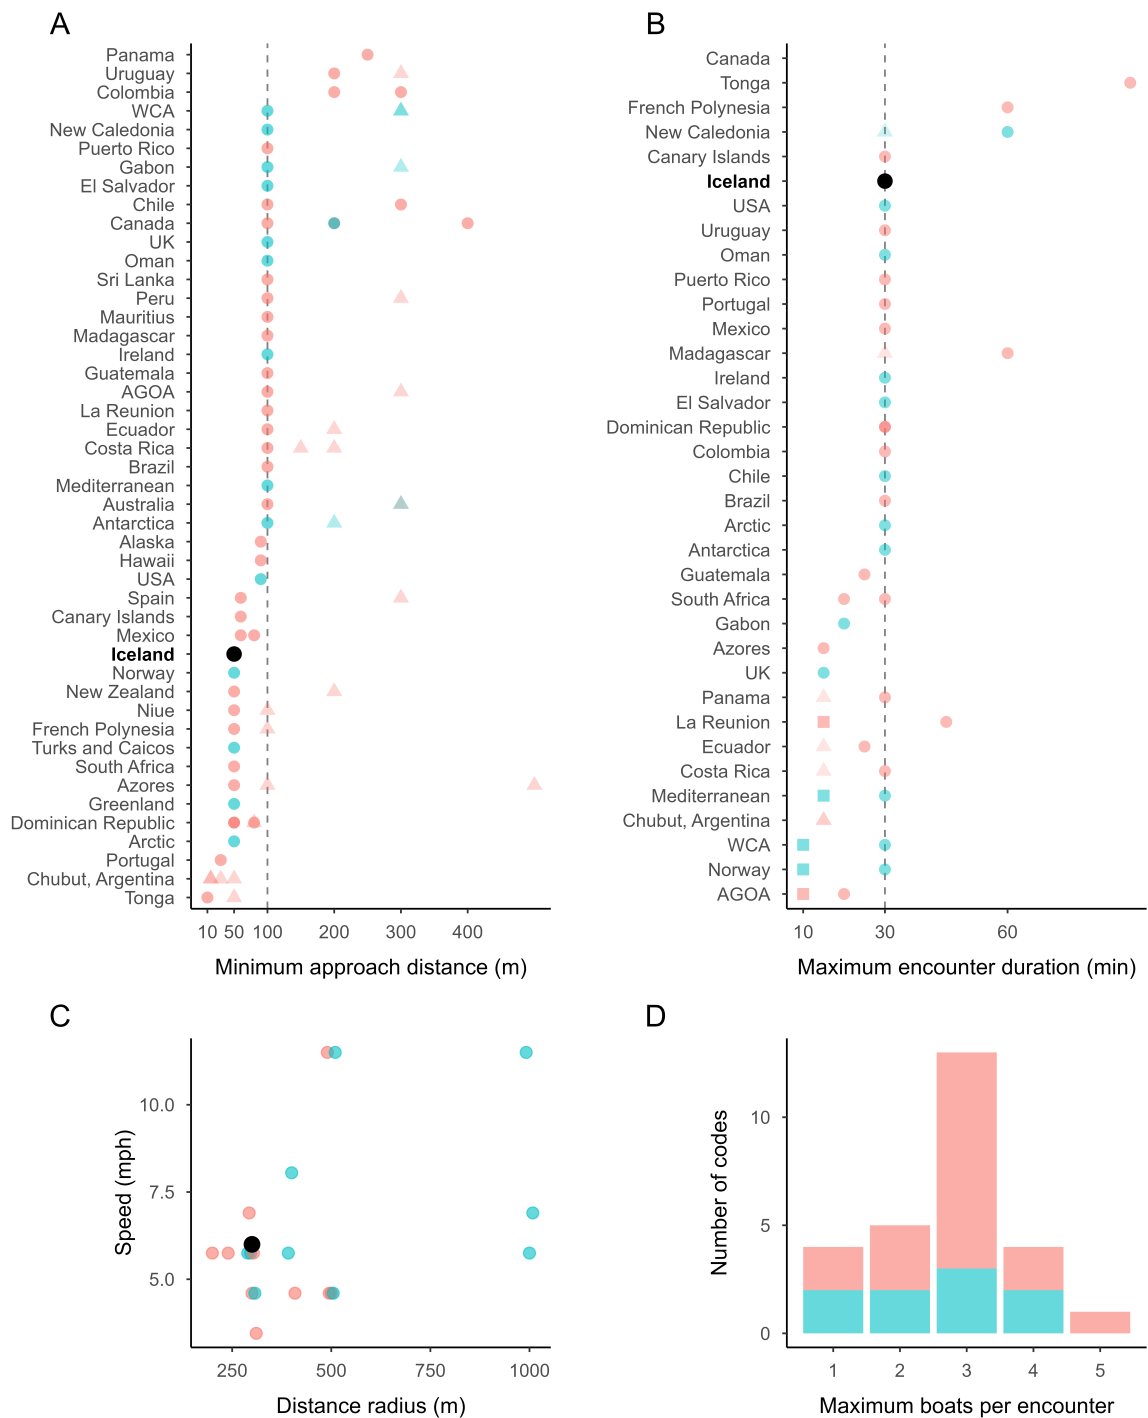 A
Panama
Uruguay
Colombia
WCA
New Caledonia
Puerto Rico
Gabon
El Salvador
Chile
Canada
UK
Oman
Sri Lanka
Peru
Mauritius
Madagascar
Ireland
Guatemala
AGOA
La Reunion
Ecuador
Costa Rica
Brazil
Mediterranean
Australia
Antarctica
Alaska
Hawaii
USA
Spain
Canary Islands
Mexico
Iceland
Norway
New Zealand
Niue
French Polynesia
Turks and Caicos
South Africa
Azores
Greenland
Dominican Republic
Arctic
Portugal
Chubut, Argentina
Tonga
10 50 100 200 300 400
Minimum approach distance (m)
B
Canada
Tonga
French Polynesia
New Caledonia
Canary Islands
Iceland
USA
Uruguay
Oman
Puerto Rico
Portugal
Mexico
Madagascar
Ireland
El Salvador
Dominican Republic
Colombia
Chile
Brazil
Arctic
Antarctica
Guatemala
South Africa
Gabon
Azores
UK
Panama
La Reunion
Ecuador
Costa Rica
Mediterranean
Chubut, Argentina
WCA
Norway
AGOA
10 30 60
Maximum encounter duration (min)
C
Speed (mph)
10.0
7.5
5.0
250 500 750 1000
Distance radius (m)
D
Number of codes
10
5
0
1 2 3 4 5
Maximum boats per encounter